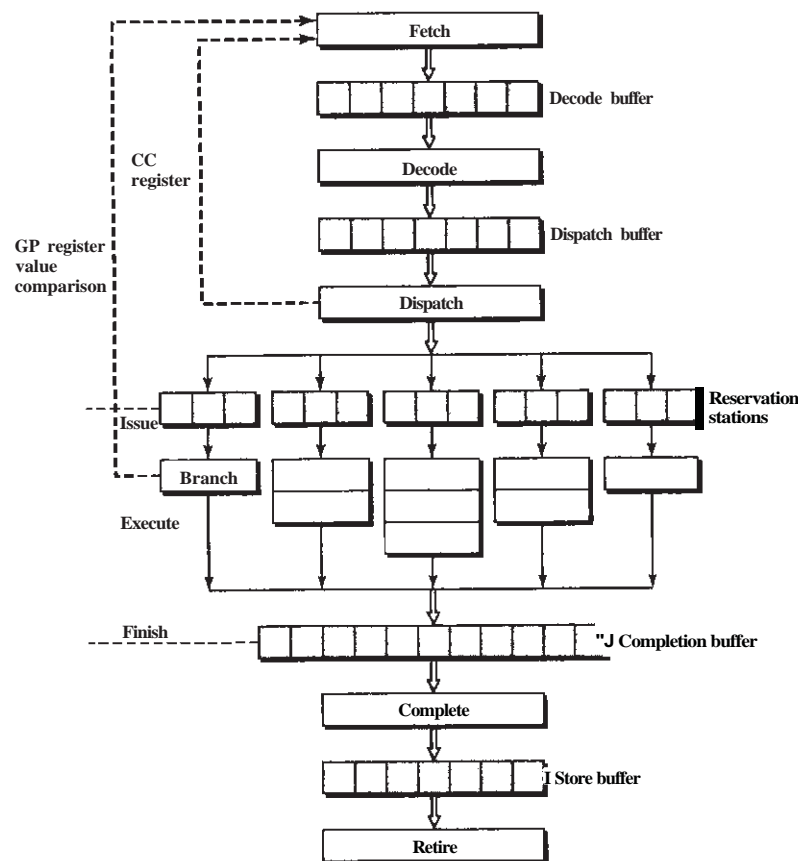 Fetch
Decode buffer
CC
register
Decode
Dispatch buffer
GP register
value
comparison
Dispatch
Reservation
stations
Issue
Branch
Execute
Finish
"J Completion buffer
Complete
I Store buffer
Retire